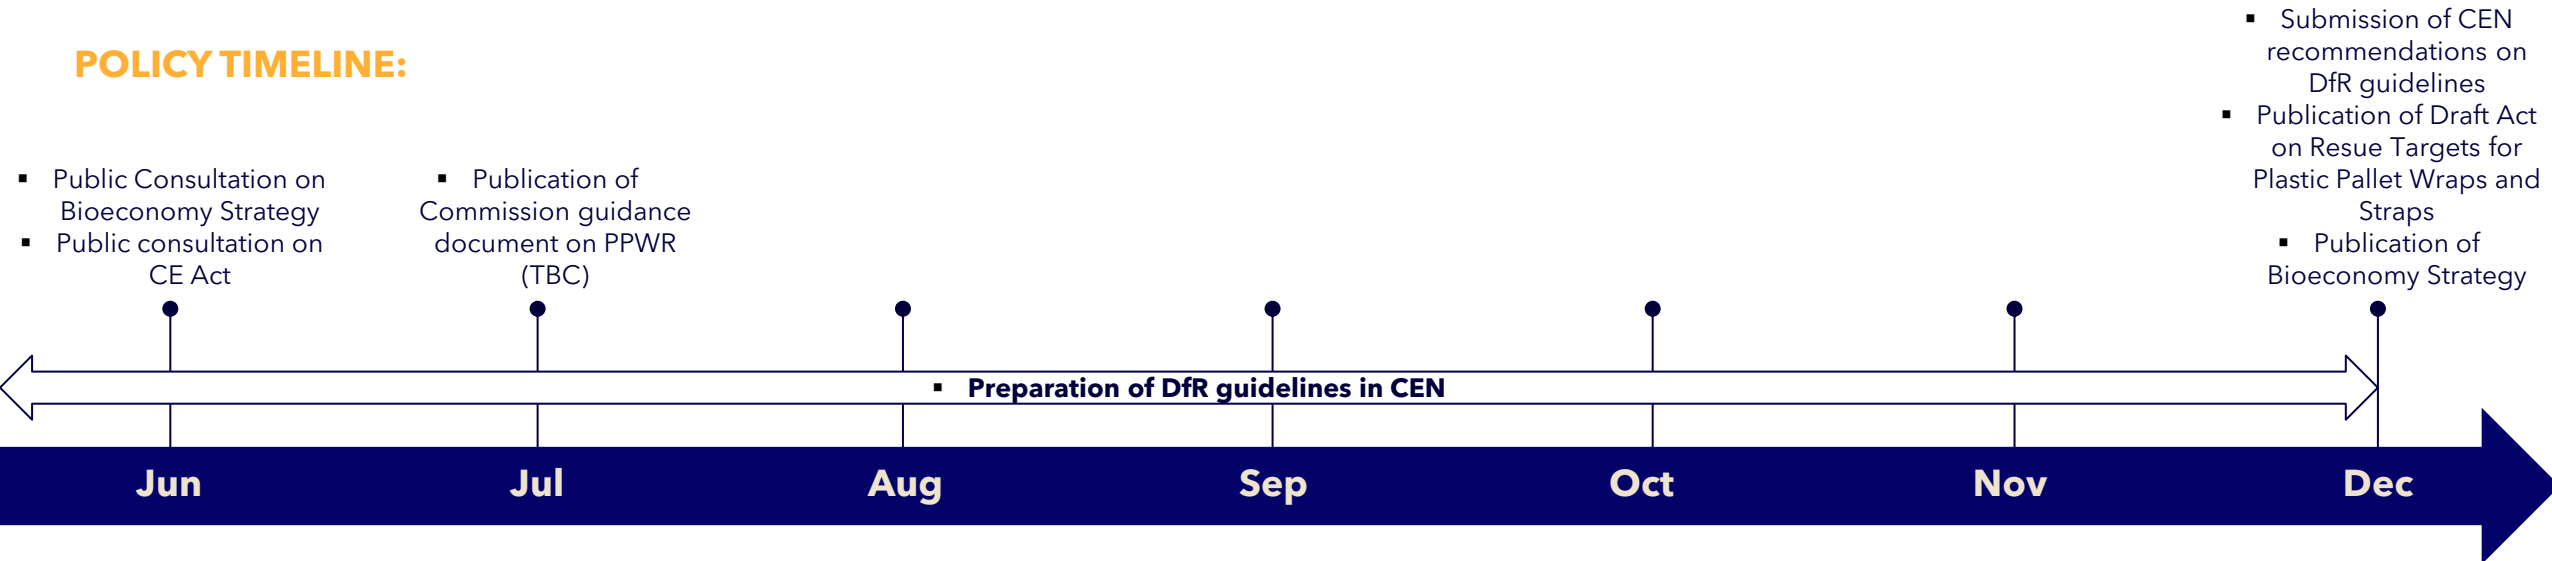 POLICY TIMELINE:
▪ Public Consultation on
Bioeconomy Strategy
▪ Public consultation on
CE Act
▪ Publication of
Commission guidance
document on PPWR
(TBC)
▪ Submission of CEN
recommendations on
DfR guidelines
▪ Publication of Draft Act
on Resue Targets for
Plastic Pallet Wraps and
Straps
▪ Publication of
Bioeconomy Strategy
▪ Preparation of DfR guidelines in CEN
Jun
Jul
Aug
Sep
Oct
Nov
Dec